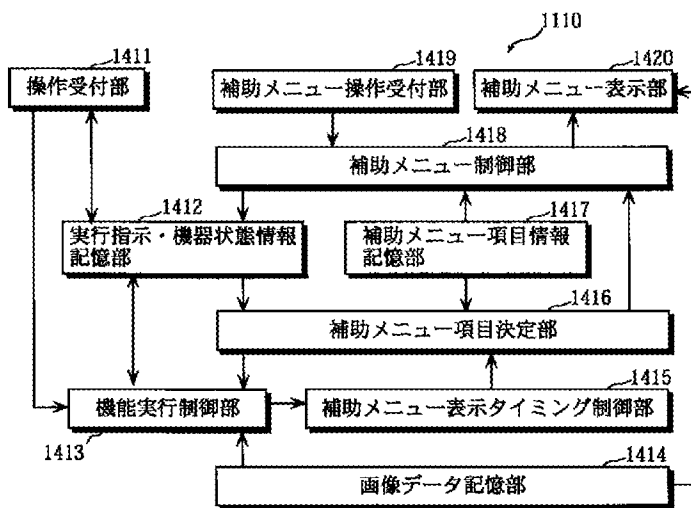 1110
1411
操作受付部
1419
補助メニュー操作受付部
1420
補助メニュー表示部
1418
補助メニュー制御部
1412
実行指示・機器状態情報
記憶部
1417
補助メニュー項目情報
記憶部
1416
補助メニュー項目決定部
機能実行制御部
1413
1415
補助メニュー表示タイミング制御部
1414
画像データ記憶部